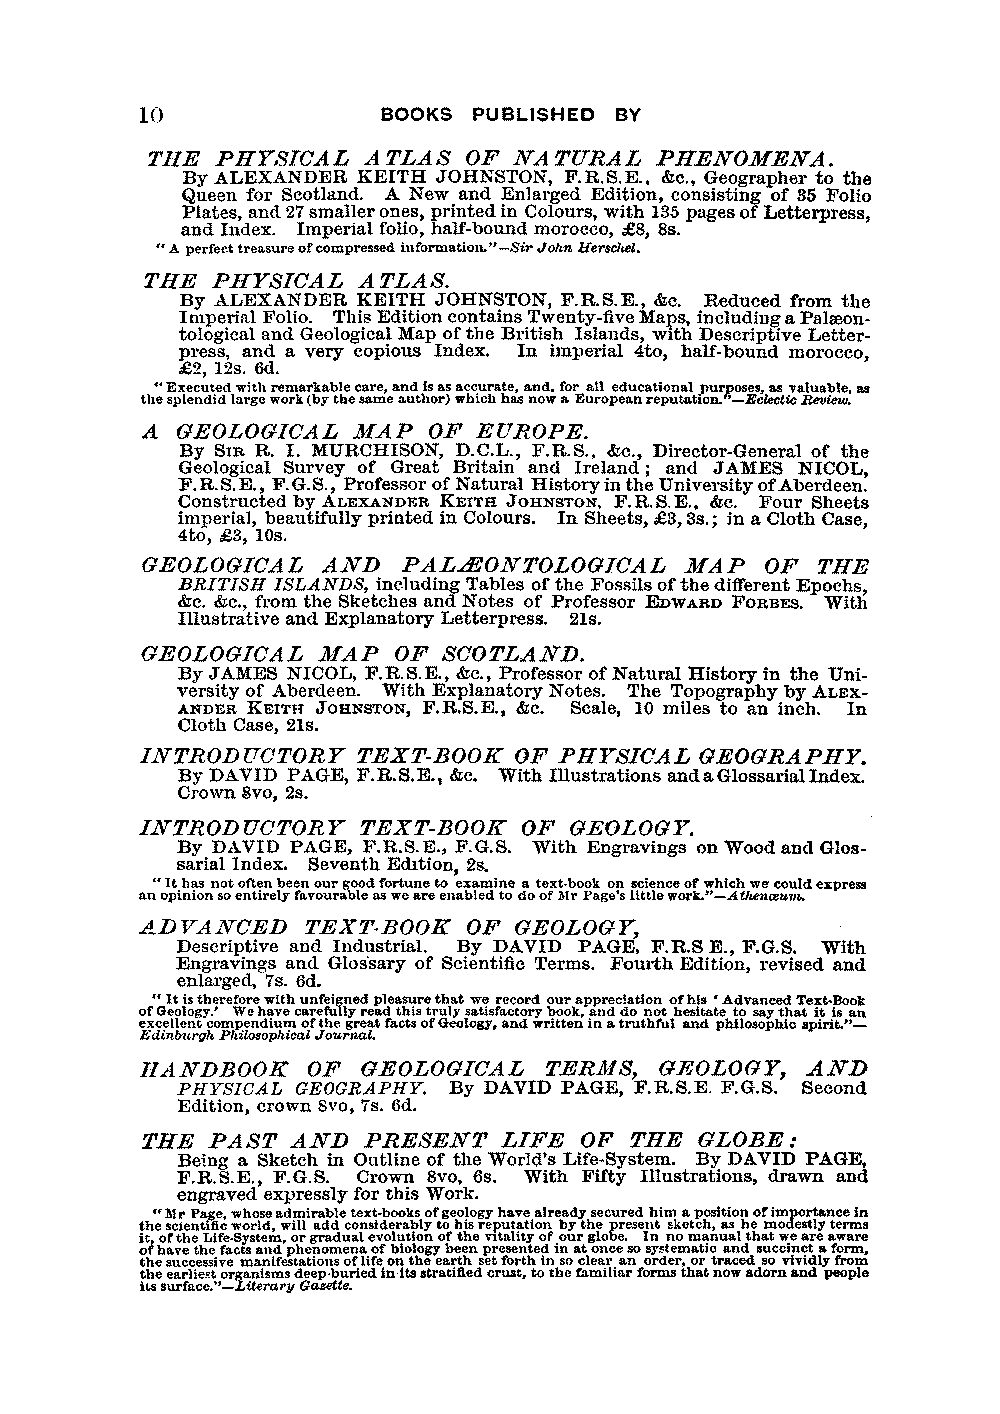 10 BOOKS PUBLISHED BY
THE PHYSICAL ATLAS OF NATURAL PHENOMENA.
By ALEXANDER KEITH JOHNSTON, F.R.S.E., &c., Geographer to the
Queen for Scotland. A New and Enlarged Edition, consisting of 35 Folio
Plates, and 27 smaller ones, printed in Colours, with 135 pages of Letterpress,
and Index. Imperial folio, half-bound morocco, £8, 8s.
"A perfect treasure of compressed information."—Sir John Herschel.
THE PHYSICAL ATLAS.
By ALEXANDER KEITH JOHNSTON, F.R.S.E., &c. Reduced from the
Imperial Folio. This Edition contains Twenty-five Maps, including a Palæon-
tological and Geological Map of the British Islands, with Descriptive Letter-
press, and a very copious Index. In imperial 4to, half-bound morocco,
£2, 12s. 6d.
"Executed with remarkable care, and is as accurate, and, for all educational purposes, as valuable, as
the splendid large work (by the same author) which has now a European reputation."—Eclectic Review.
A GEOLOGICAL MAP OF EUROPE.
By SIR R. I. MURCHISON, D.C.L., F.R.S., &c., Director-General of the
Geological Survey of Great Britain and Ireland; and JAMES NICOL,
F.R.S.E., F.G.S., Professor of Natural History in the University of Aberdeen.
Constructed by ALEXANDER KEITH JOHNSTON, F.R.S.E., &c. Four Sheets
imperial, beautifully printed in Colours. In Sheets, £3, 3s.; in a Cloth Case,
4to, £3, 10s.
GEOLOGICAL AND PALÆONTOLOGICAL MAP OF THE
BRITISH ISLANDS, including Tables of the Fossils of the different Epochs,
&c. &c., from the Sketches and Notes of Professor EDWARD FORBES. With
Illustrative and Explanatory Letterpress. 21s.
GEOLOGICAL MAP OF SCOTLAND.
By JAMES NICOL, F.R.S.E., &c., Professor of Natural History in the Uni-
versity of Aberdeen. With Explanatory Notes. The Topography by ALEX-
ANDER KEITH JOHNSTON, F.R.S.E., &c. Scale, 10 miles to an inch. In
Cloth Case, 21s.
INTRODUCTORY TEXT-BOOK OF PHYSICAL GEOGRAPHY.
By DAVID PAGE, F.R.S.E., &c. With Illustrations and a Glossarial Index.
Crown 8vo, 2s.
INTRODUCTORY TEXT-BOOK OF GEOLOGY.
By DAVID PAGE, F.R.S.E., F.G.S. With Engravings on Wood and Glos-
sarial Index. Seventh Edition, 2s.
"It has not often been our good fortune to examine a text-book on science of which we could express
an opinion so entirely favourable as we are enabled to do of Mr Page's little work."—Athenæum.
ADVANCED TEXT-BOOK OF GEOLOGY,
Descriptive and Industrial. By DAVID PAGE, F.R.S E., F.G.S. With
Engravings and Glossary of Scientific Terms. Fourth Edition, revised and
enlarged, 7s. 6d.
"It is therefore with unfeigned pleasure that we record our appreciation of his 'Advanced Text-Book
of Geology.' We have carefully read this truly satisfactory book, and do not hesitate to say that it is an
excellent compendium of the great facts of Geology, and written in a truthful and philosophic spirit."—
Edinburgh Philosophical Journal.
HANDBOOK OF GEOLOGICAL TERMS, GEOLOGY, AND
PHYSICAL GEOGRAPHY. By DAVID PAGE, F.R.S.E. F.G.S. Second
Edition, crown 8vo, 7s. 6d.
THE PAST AND PRESENT LIFE OF THE GLOBE:
Being a Sketch in Outline of the World's Life-System. By DAVID PAGE,
F.R.S.E., F.G.S. Crown 8vo, 6s. With Fifty Illustrations, drawn and
engraved expressly for this Work.
"Mr Page, whose admirable text-books of geology have already secured him a position of importance in
the scientific world, will add considerably to his reputation by the present sketch, as he modestly terms
it, of the Life-System, or gradual evolution of the vitality of our globe. In no manual that we are aware
of have the facts and phenomena of biology been presented in at once so systematic and succinct a form,
the successive manifestations of life on the earth set forth in so clear an order, or traced so vividly from
the earliest organisms deep-buried in its stratified crust, to the familiar forms that now adorn and people
its surface."—Literary Gazette.